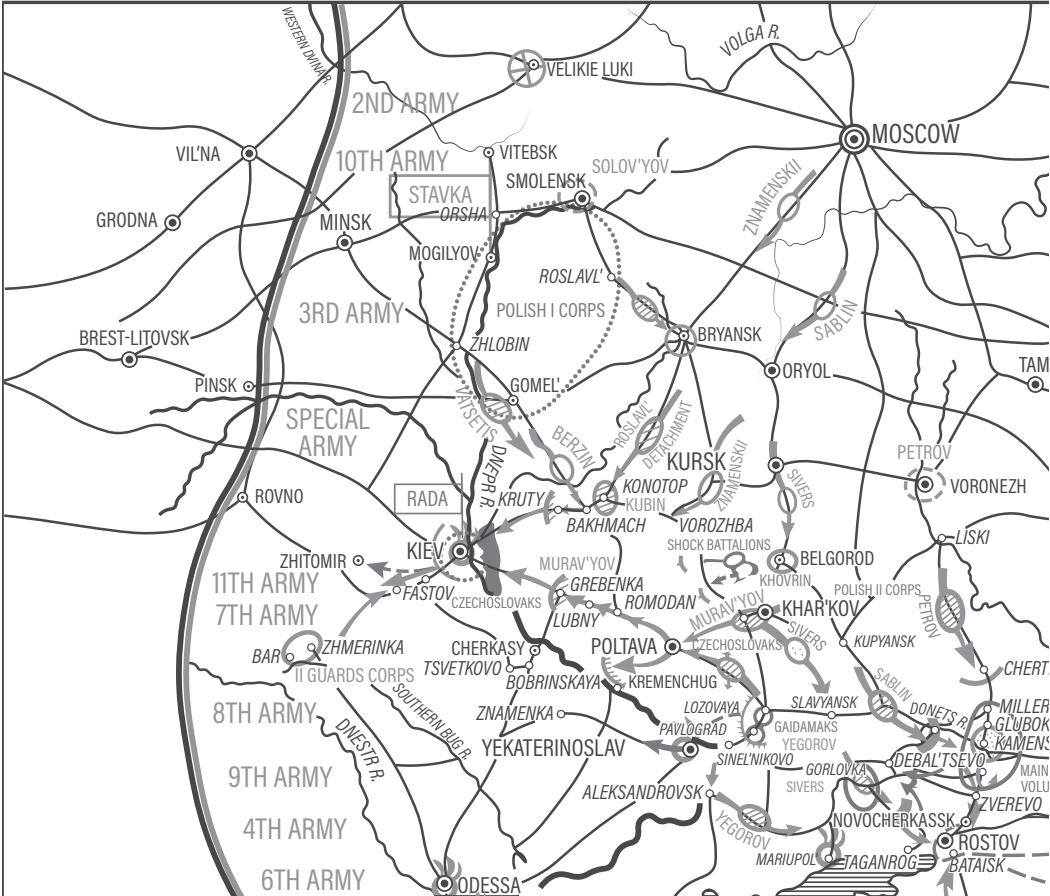 WESTERN DVINA R.
VOLGA R.
VELIKIE LUKI
2ND ARMY
MOSCOW
VIL'NA
10TH ARMY
VITEBSK
SOLOV'YOV
SMOLENSK
STAVKA
ORSHA
ZNAMENSKII
GRODNA
MINSK
MOGILYOV
ROSLAVL'
3RD ARMY
POLISH I CORPS
SABLIN
BREST-LITOVSK
ZHLOBIN
BRYANSK
ORYOL
TAM
PINSK
GOMEL'
VATSETIS
SPECIAL
ARMY
BERZIN
ROSLAVL'
DETACHMENT
KURSK
ZNAMENSKII
PETROV
DNEPR R.
SIVERS
VORONEZH
ROVNO
RADA
KRUTY
KONOTOP
KUBIN
BAKHMACH
VOROZHBA
LISKI
KIEV
SHOCK BATTALIONS
BELGOROD
KHOVRIN
ZHITOMIR
MURAV'YOV
11TH ARMY
FASTOV
GREBENKA
POLISH II CORPS
PETROV
CZECHOSLOVAKS
7TH ARMY
LUBNY
ROMODAN
MURAV'YOV
KHAR'KOV
SIVERS
BAR
ZHMERINKA
CHERKASY
POLTAVA
CZECHOSLOVAKS
KUPYANSK
II GUARDS CORPS
TSVETKOVO
CHERT
BOBRINSKAYA
KREMENCHUG
SABLIN
SOUTHERN BUG R.
8TH ARMY
ZNAMENKA
LOZOVAYA
SLAVYANSK
DONETS R.
MILLER
DNESTR R.
PAVLOGRAD
GAIDAMAKS
GLUBOK
YEGOROV
KAMENS
YEKATERINOSLAV
SINEL'NIKOVO
DEBAL'TSEVO
9TH ARMY
GORLOVKA
MAIN
SIVERS
VOLU
ALEKSANDROVSK
ZVEREVO
4TH ARMY
YEGOROV
NOVOCHERKASSK
ROSTOV
MARIUPOL'
TAGANROG
BATAISK
6TH ARMY
ODESSA